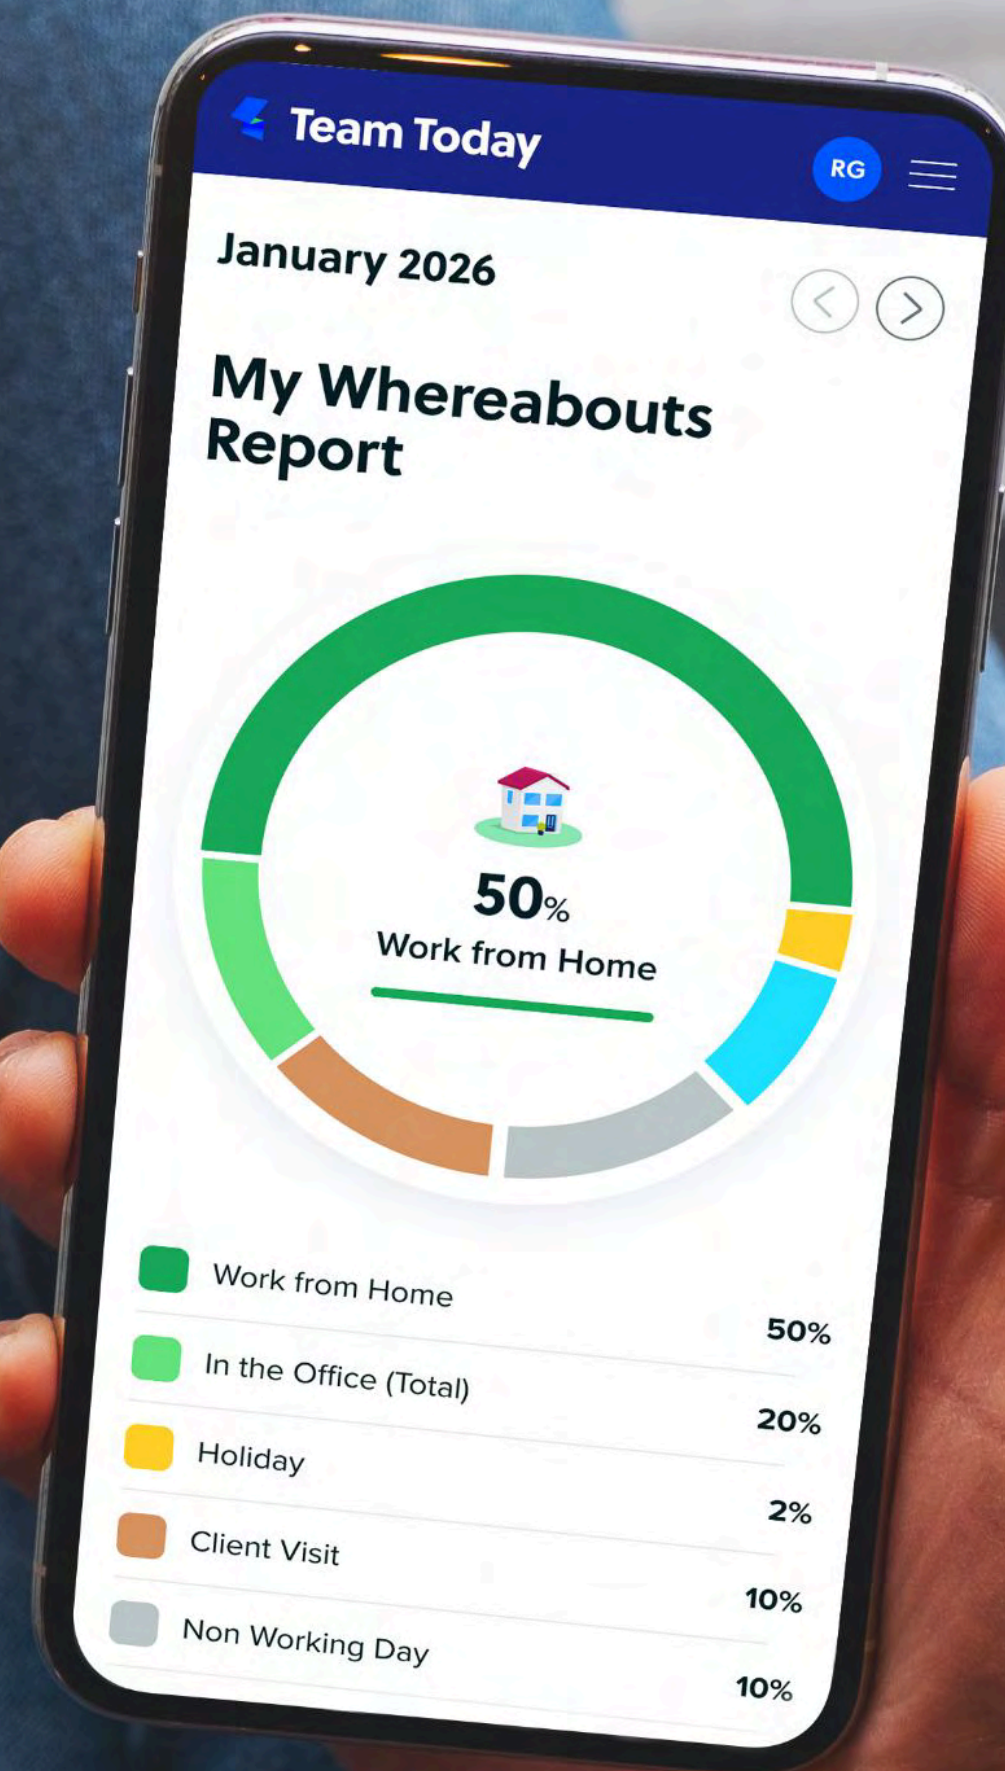 Team Today
RG
January 2026
My Whereabouts
Report
50%
Work from Home
Work from Home
50%
In the Office (Total)
20%
Holiday
2%
Client Visit
10%
Non Working Day
10%